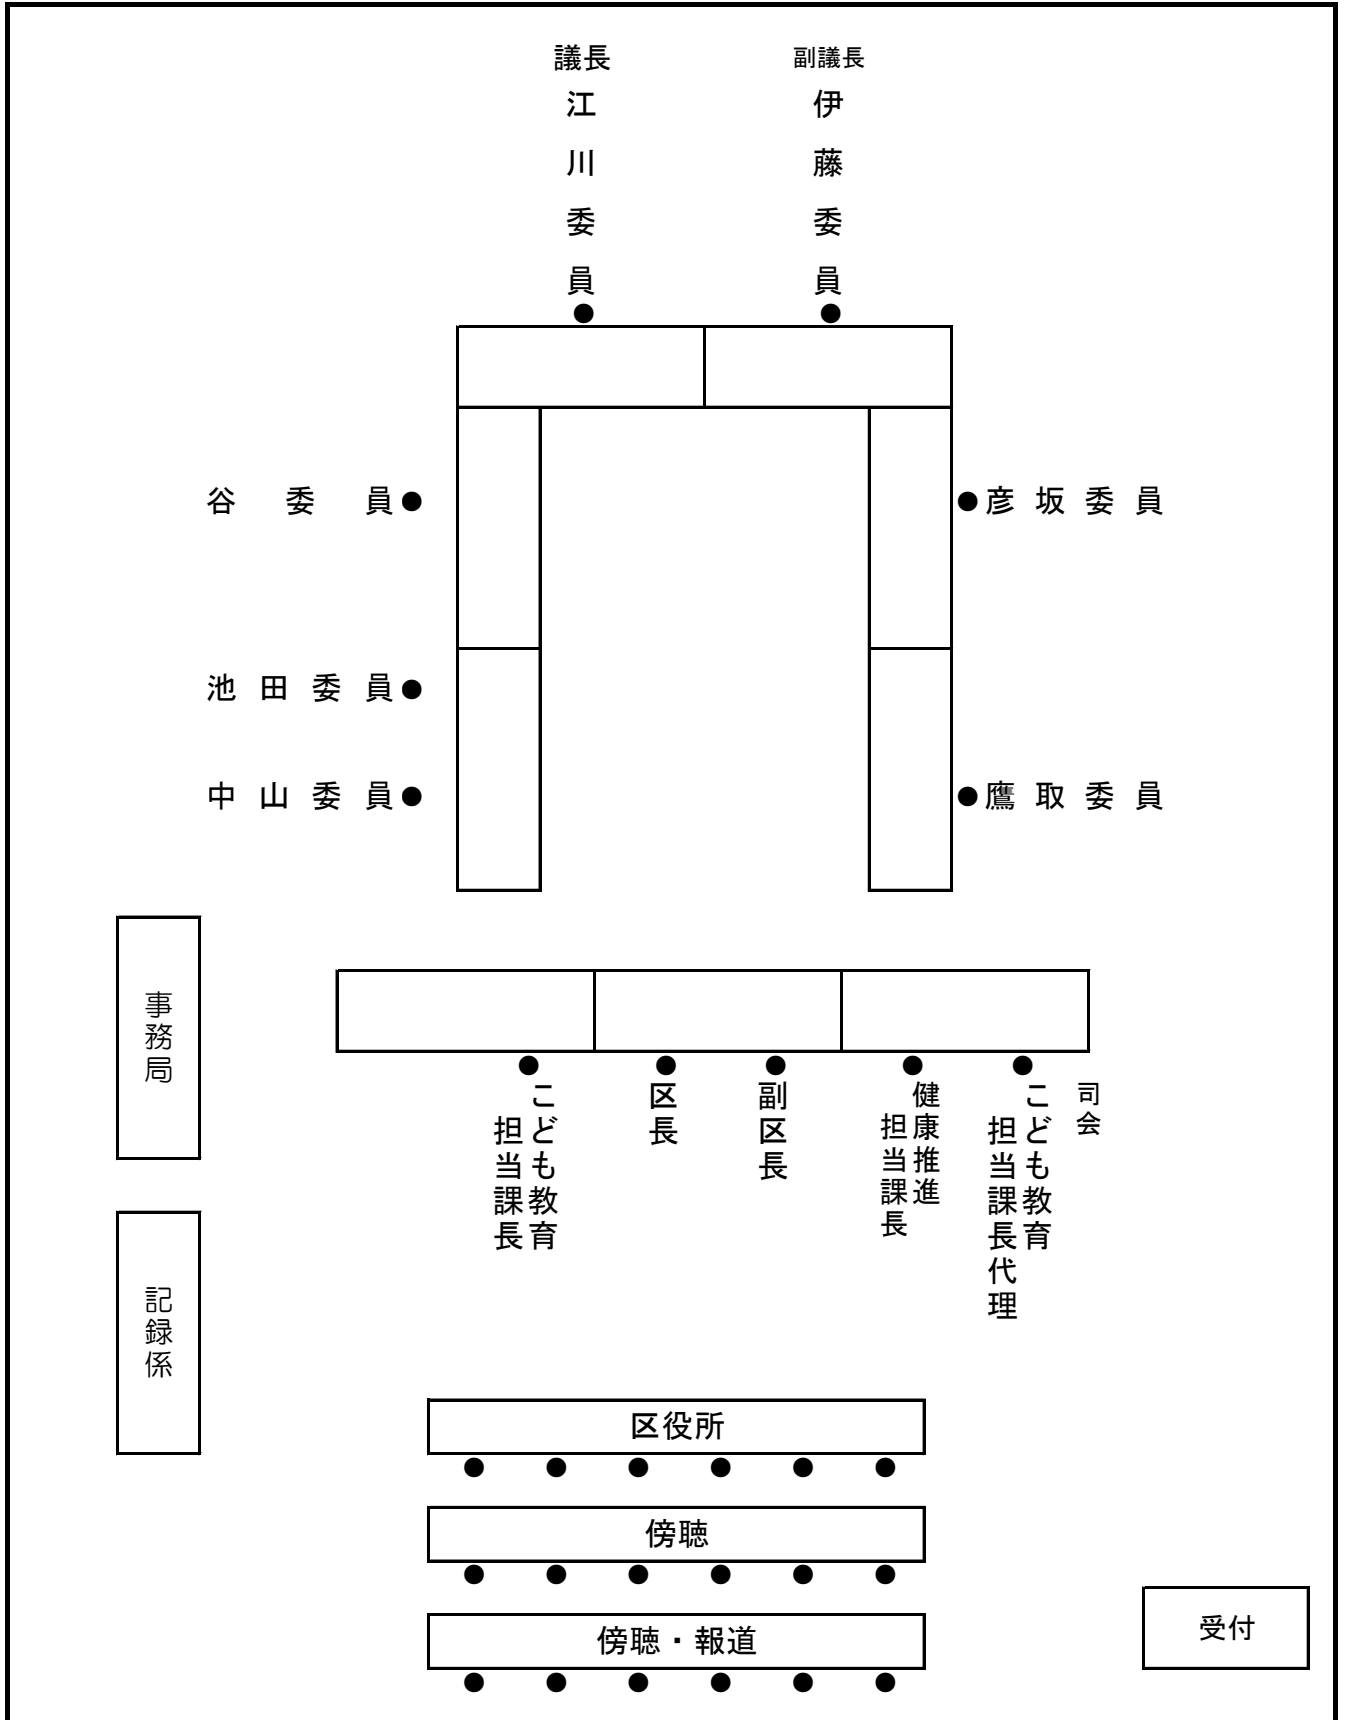 議長
江川委員
副議長
伊藤委員
谷委員
彦坂委員
池田委員
中山委員
鷹取委員
事務局
こども教育
担当課長
区長
副区長
健康推進
担当課長
こども教育
担当課長代理
司会
記録係
区役所
傍聴
傍聴・報道
受付